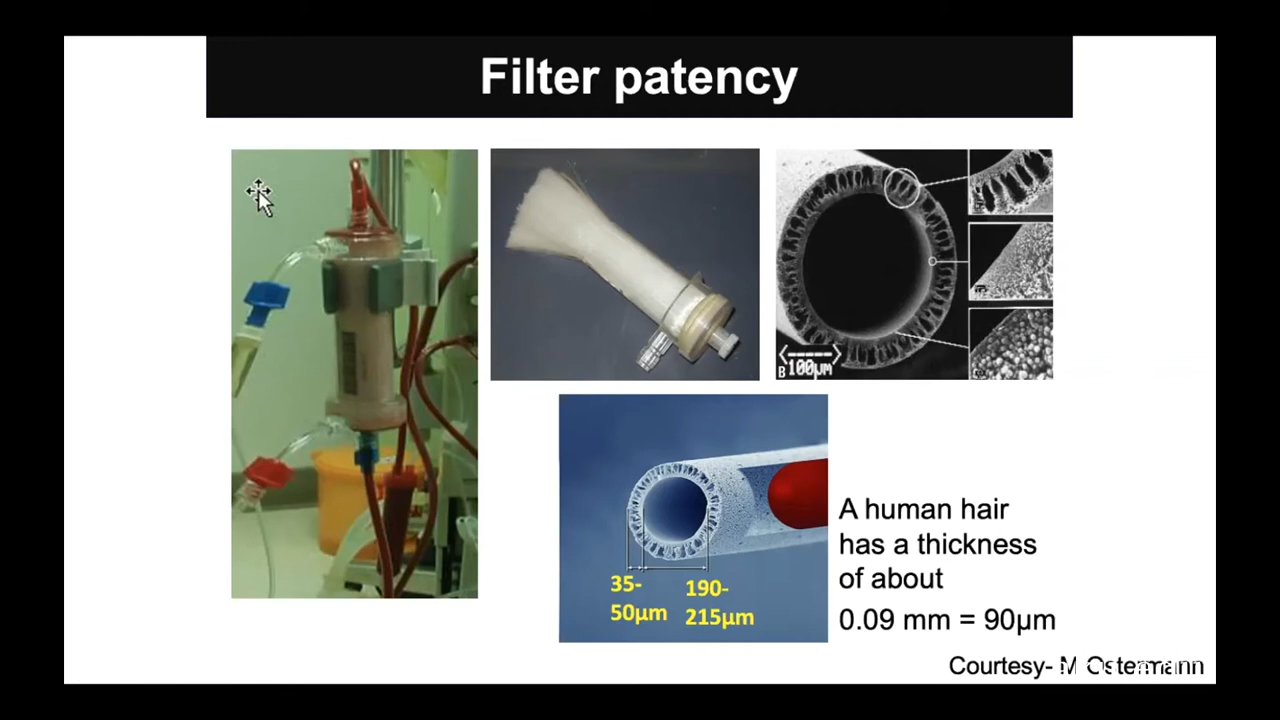 Filter patency
B 100µm
35-
50µm
190-
215µm
A human hair
has a thickness
of about
0.09 mm = 90µm
Courtesy- M Ostermann